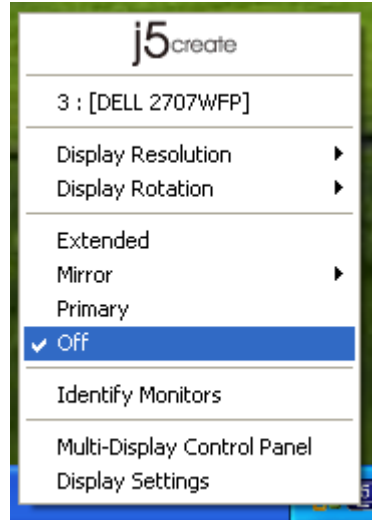 j5create
3 : [DELL 2707WFP]
Display Resolution
Display Rotation
Extended
Mirror
Primary
Off
Identify Monitors
Multi-Display Control Panel
Display Settings